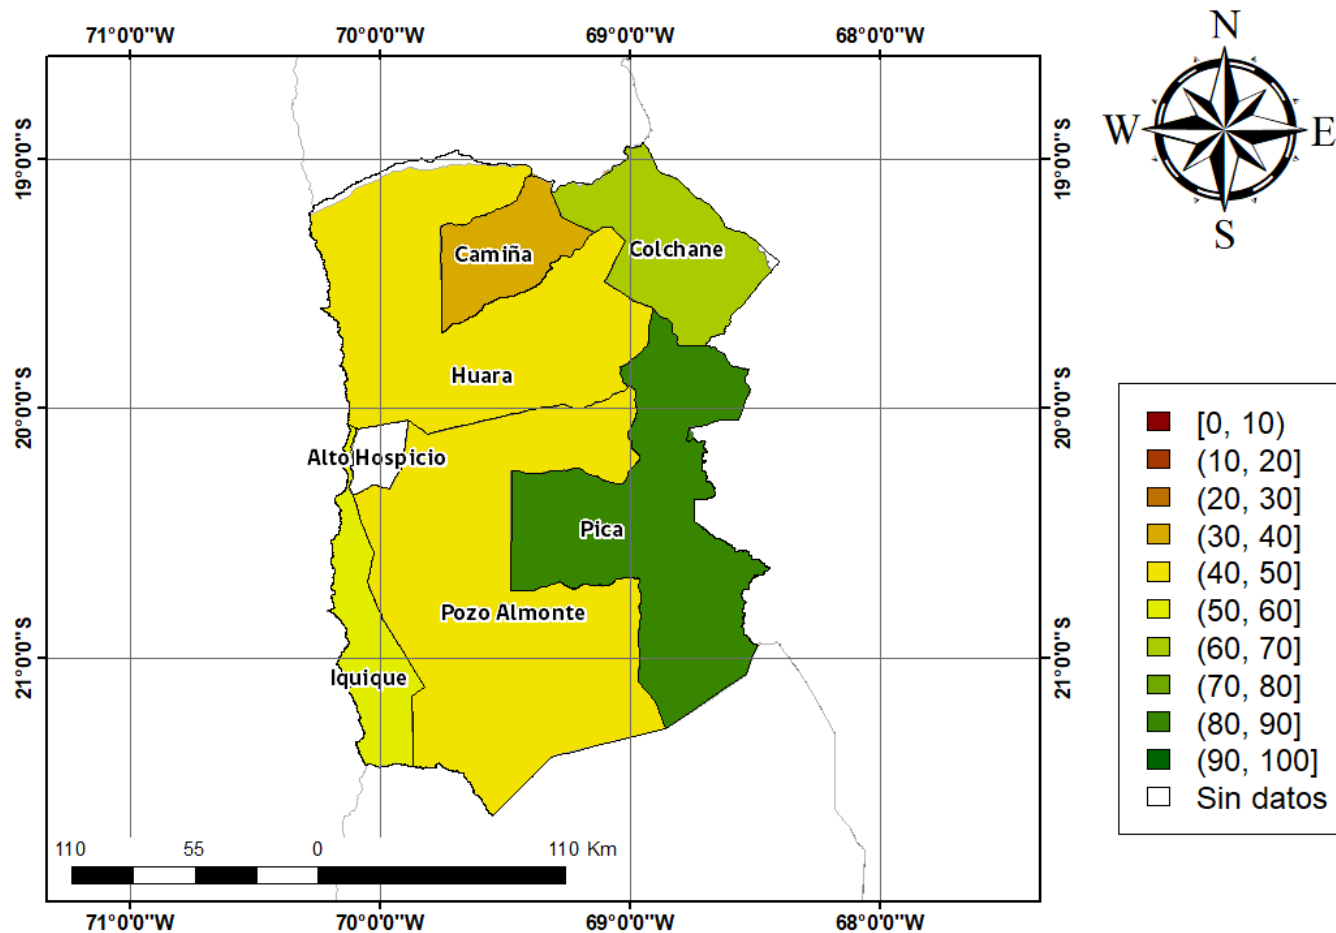 71°0'0"W 70°0'0"W 69°0'0"W 68°0'0"W
N
W E
S
19°0'0"S 19°0'0"S
Camiña Colchane
Huara
20°0'0"S 20°0'0"S
Alto Hospicio
Pica
Pozo Almonte
21°0'0"S 21°0'0"S
Iquique
[0, 10)
(10, 20]
(20, 30]
(30, 40]
(40, 50]
(50, 60]
(60, 70]
(70, 80]
(80, 90]
(90, 100]
Sin datos
110 55 0 110 Km
71°0'0"W 70°0'0"W 69°0'0"W 68°0'0"W